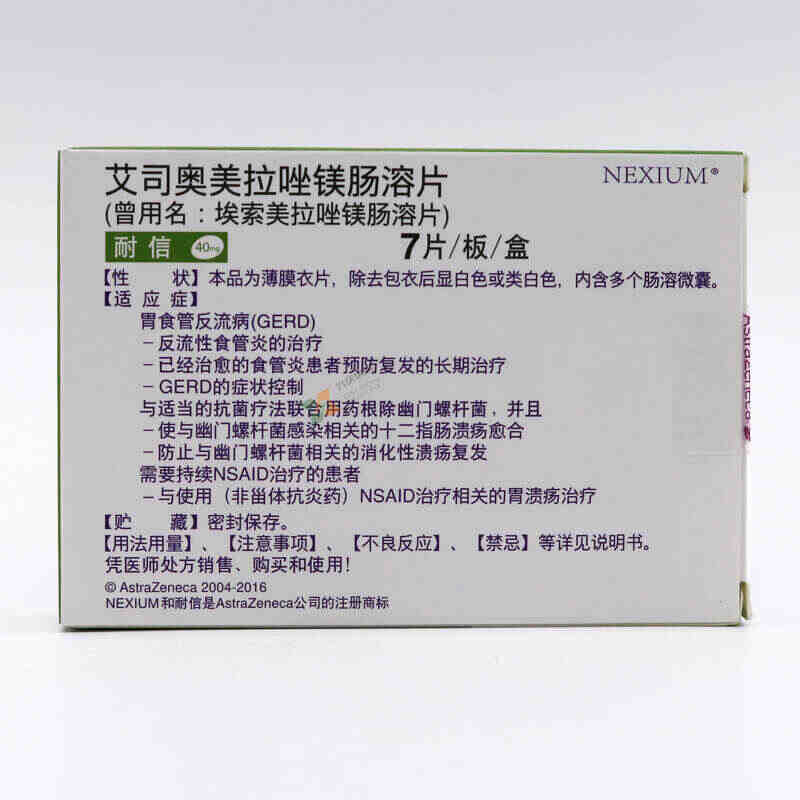 艾司奥美拉唑镁肠溶片
NEXIUM®
(曾用名：埃索美拉唑镁肠溶片)
耐信 40mg
7片/板/盒
【性 状】本品为薄膜衣片，除去包衣后显白色或类白色，内含多个肠溶微囊。
【适 应 症】
胃食管反流病(GERD)
－反流性食管炎的治疗
－已经治愈的食管炎患者预防复发的长期治疗
－GERD的症状控制
与适当的抗菌疗法联合用药根除幽门螺杆菌，并且
－使与幽门螺杆菌感染相关的十二指肠溃疡愈合
－防止与幽门螺杆菌相关的消化性溃疡复发
需要持续NSAID治疗的患者
－与使用（非甾体抗炎药）NSAID治疗相关的胃溃疡治疗
【贮 藏】密封保存。
【用法用量】、【注意事项】、【不良反应】、【禁忌】等详见说明书。
凭医师处方销售、购买和使用！
© AstraZeneca 2004-2016
NEXIUM和耐信是AstraZeneca公司的注册商标